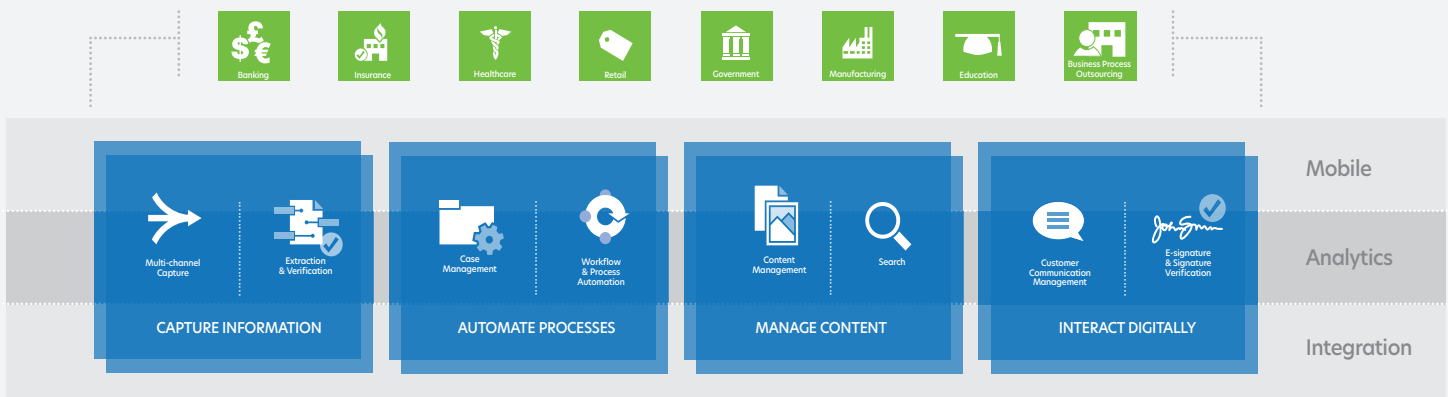 Banking
Insurance
Healthcare
Retail
Government
Manufacturing
Education
Business Process
Outsourcing
Mobile
Analytics
Integration
Multi-channel
Capture
Extraction
& Verification
CAPTURE INFORMATION
Case
Management
Workflow
& Process
Automation
AUTOMATE PROCESSES
Content
Management
Search
MANAGE CONTENT
Customer
Communication
Management
E-signature
& Signature
Verification
INTERACT DIGITALLY